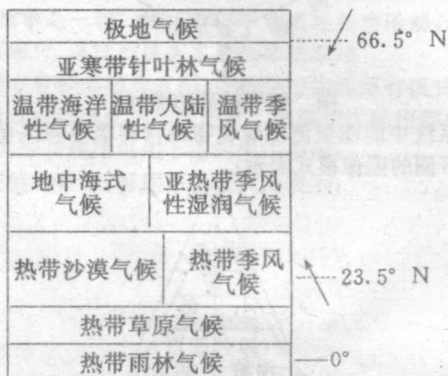 极地气候
66.5° N
亚寒带针叶林气候
温带海洋
性气候
温带大陆
性气候
温带季
风气候
地中海式
气候
亚热带季风
性湿润气候
热带沙漠气候
热带季风
气候
23.5° N
热带草原气候
热带雨林气候
0°